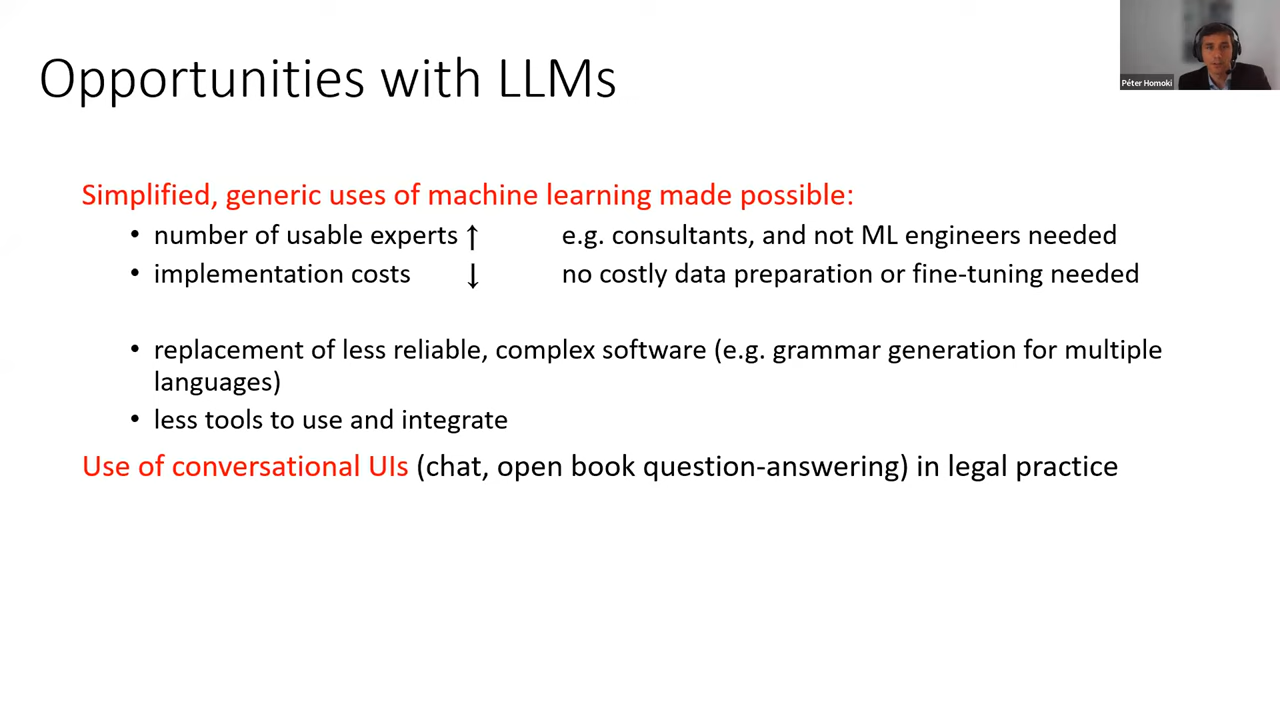 Opportunities with LLMs
Péter Homoki
Simplified, generic uses of machine learning made possible:
• number of usable experts ↑ e.g. consultants, and not ML engineers needed
• implementation costs ↓ no costly data preparation or fine-tuning needed
• replacement of less reliable, complex software (e.g. grammar generation for multiple
languages)
• less tools to use and integrate
Use of conversational UIs (chat, open book question-answering) in legal practice